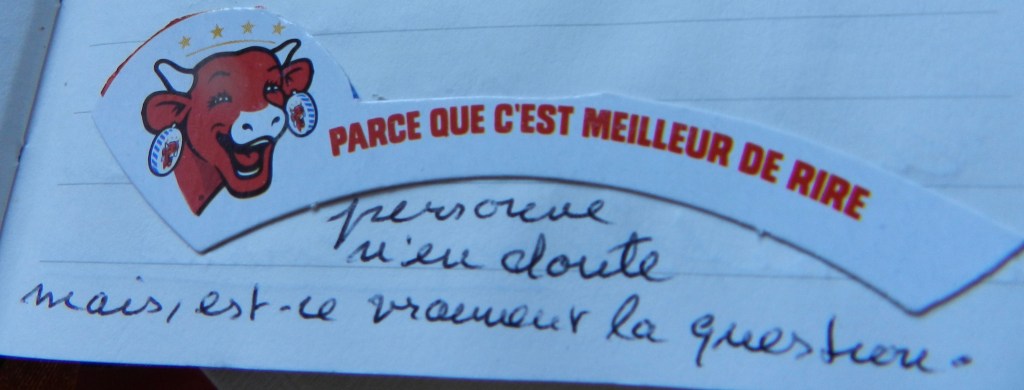 PARCE QUE C'EST MEILLEUR DE RIRE
personne
n'en doute
mais, est-ce vraiment la question.